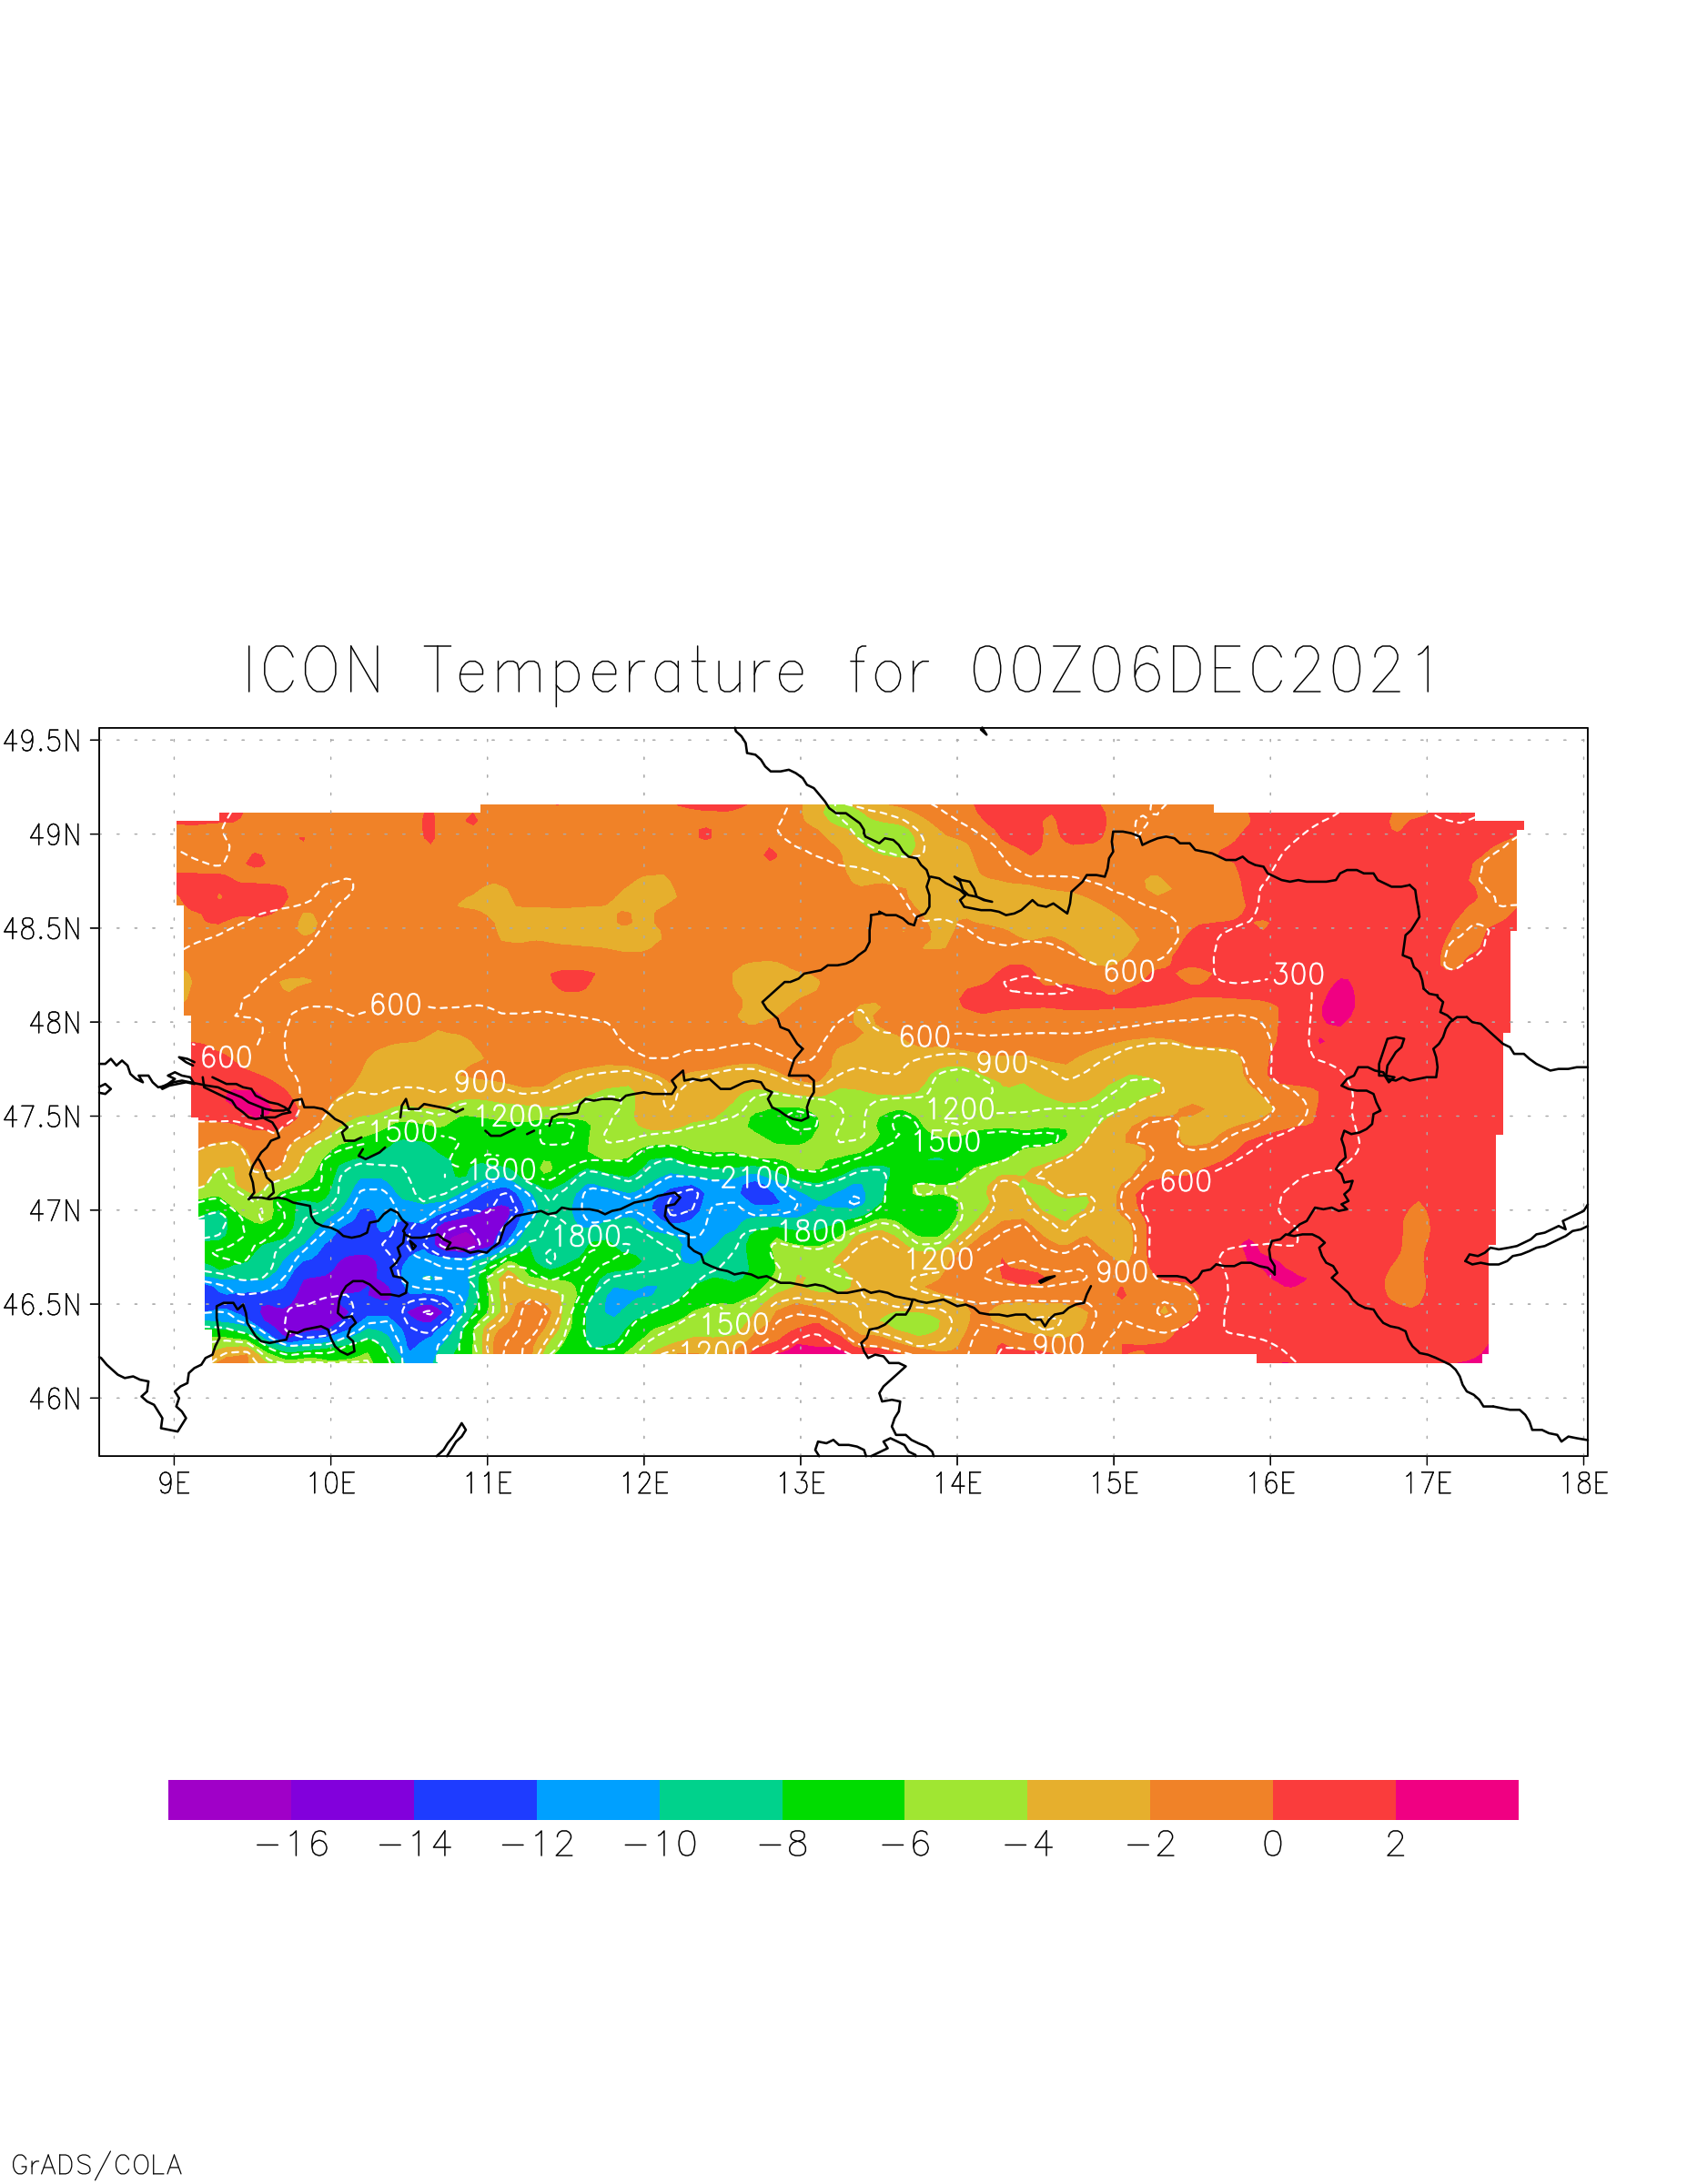 ICON Temperature for 00Z06DEC2021
49.5N
49N
48.5N
600 300
48N
600
600
600 900
47.5N
900
1200 1200
1500 1500
1800 2100
47N
600
1800 1800
1200 900
46.5N
1500
1200 900
46N
9E 10E 11E 12E 13E 14E 15E 16E 17E 18E
−16 −14 −12 −10 −8 −6 −4 −2 0 2
GrADS/COLA